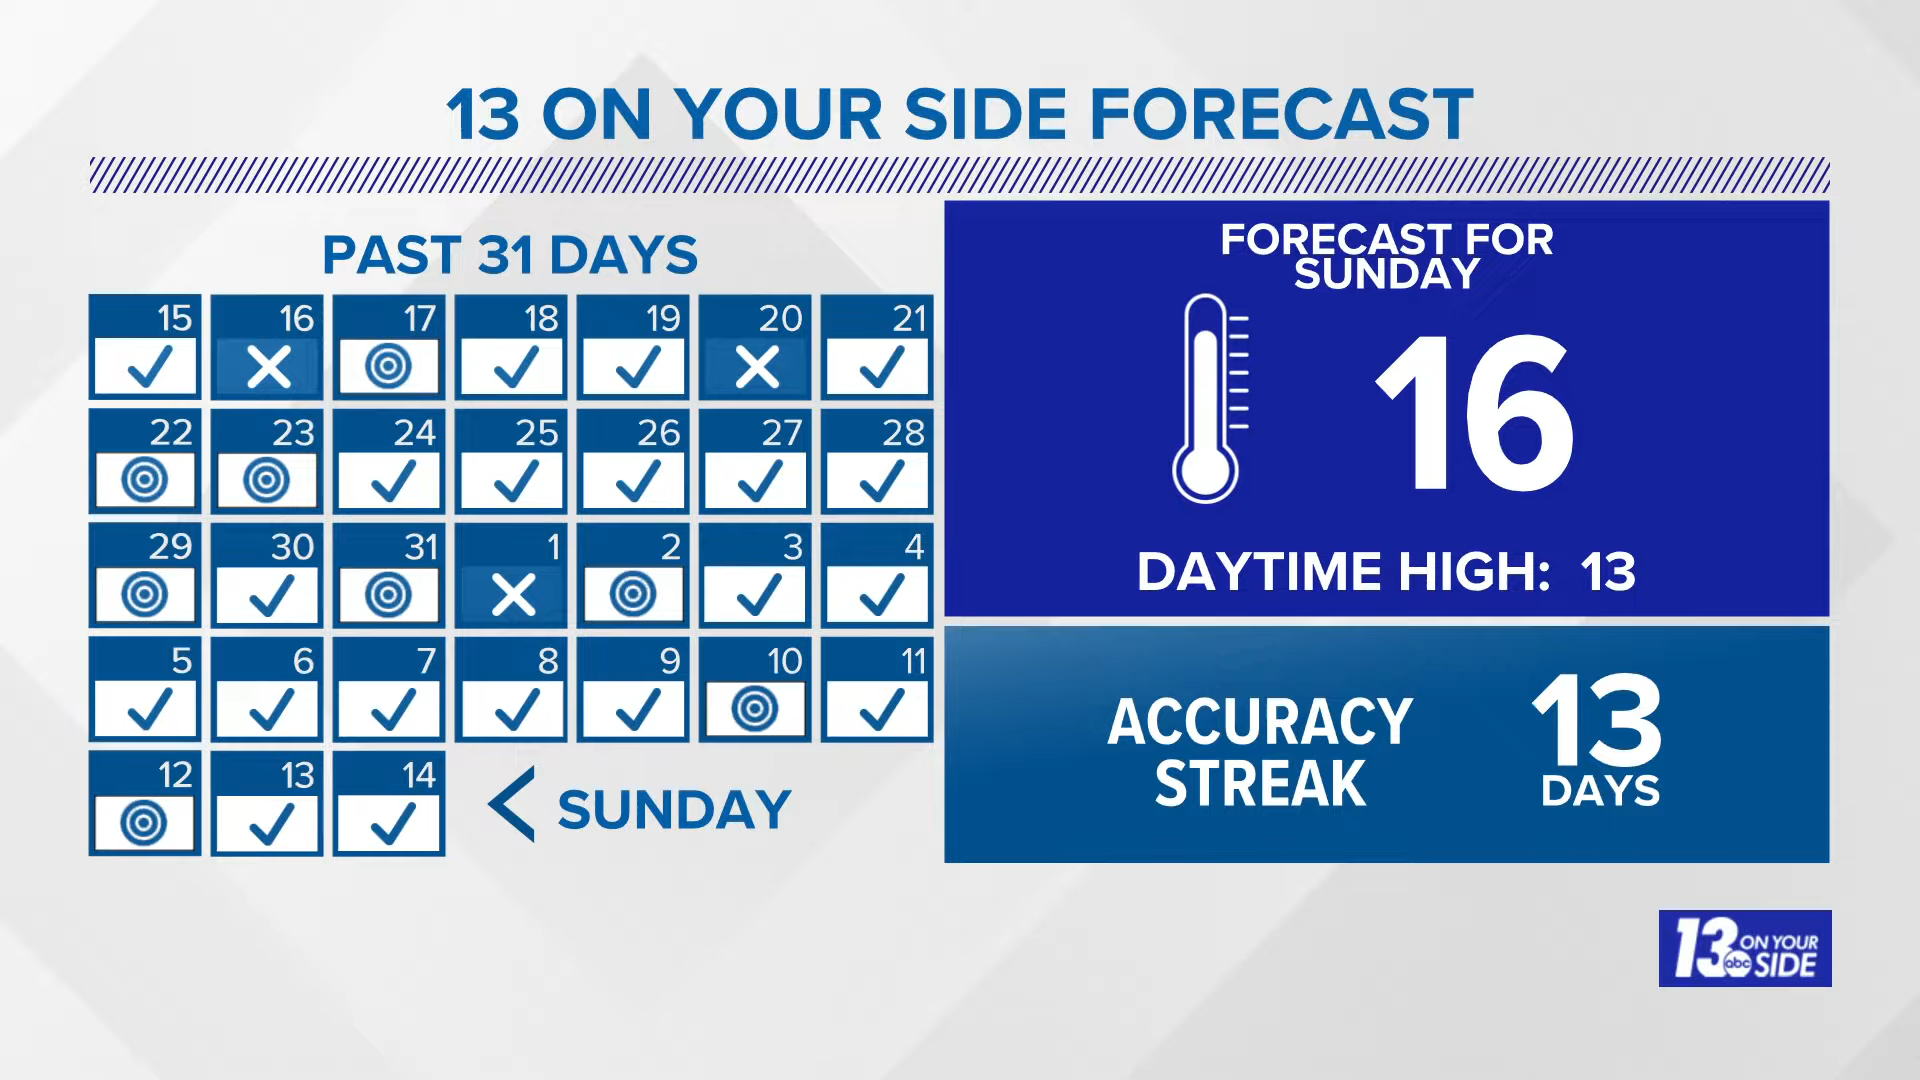 13 ON YOUR SIDE FORECAST
PAST 31 DAYS
15 16 17 18 19 20 21
22 23 24 25 26 27 28
29 30 31 1 2 3 4
5 6 7 8 9 10 11
12 13 14
SUNDAY
FORECAST FOR
SUNDAY
16
DAYTIME HIGH: 13
ACCURACY
STREAK
13
DAYS
13 ON YOUR
abc SIDE